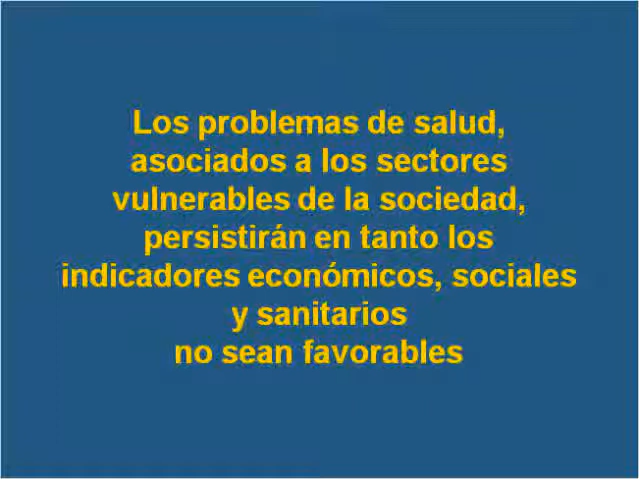 Los problemas de salud,
asociados a los sectores
vulnerables de la sociedad,
persistirán en tanto los
indicadores económicos, sociales
y sanitarios
no sean favorables